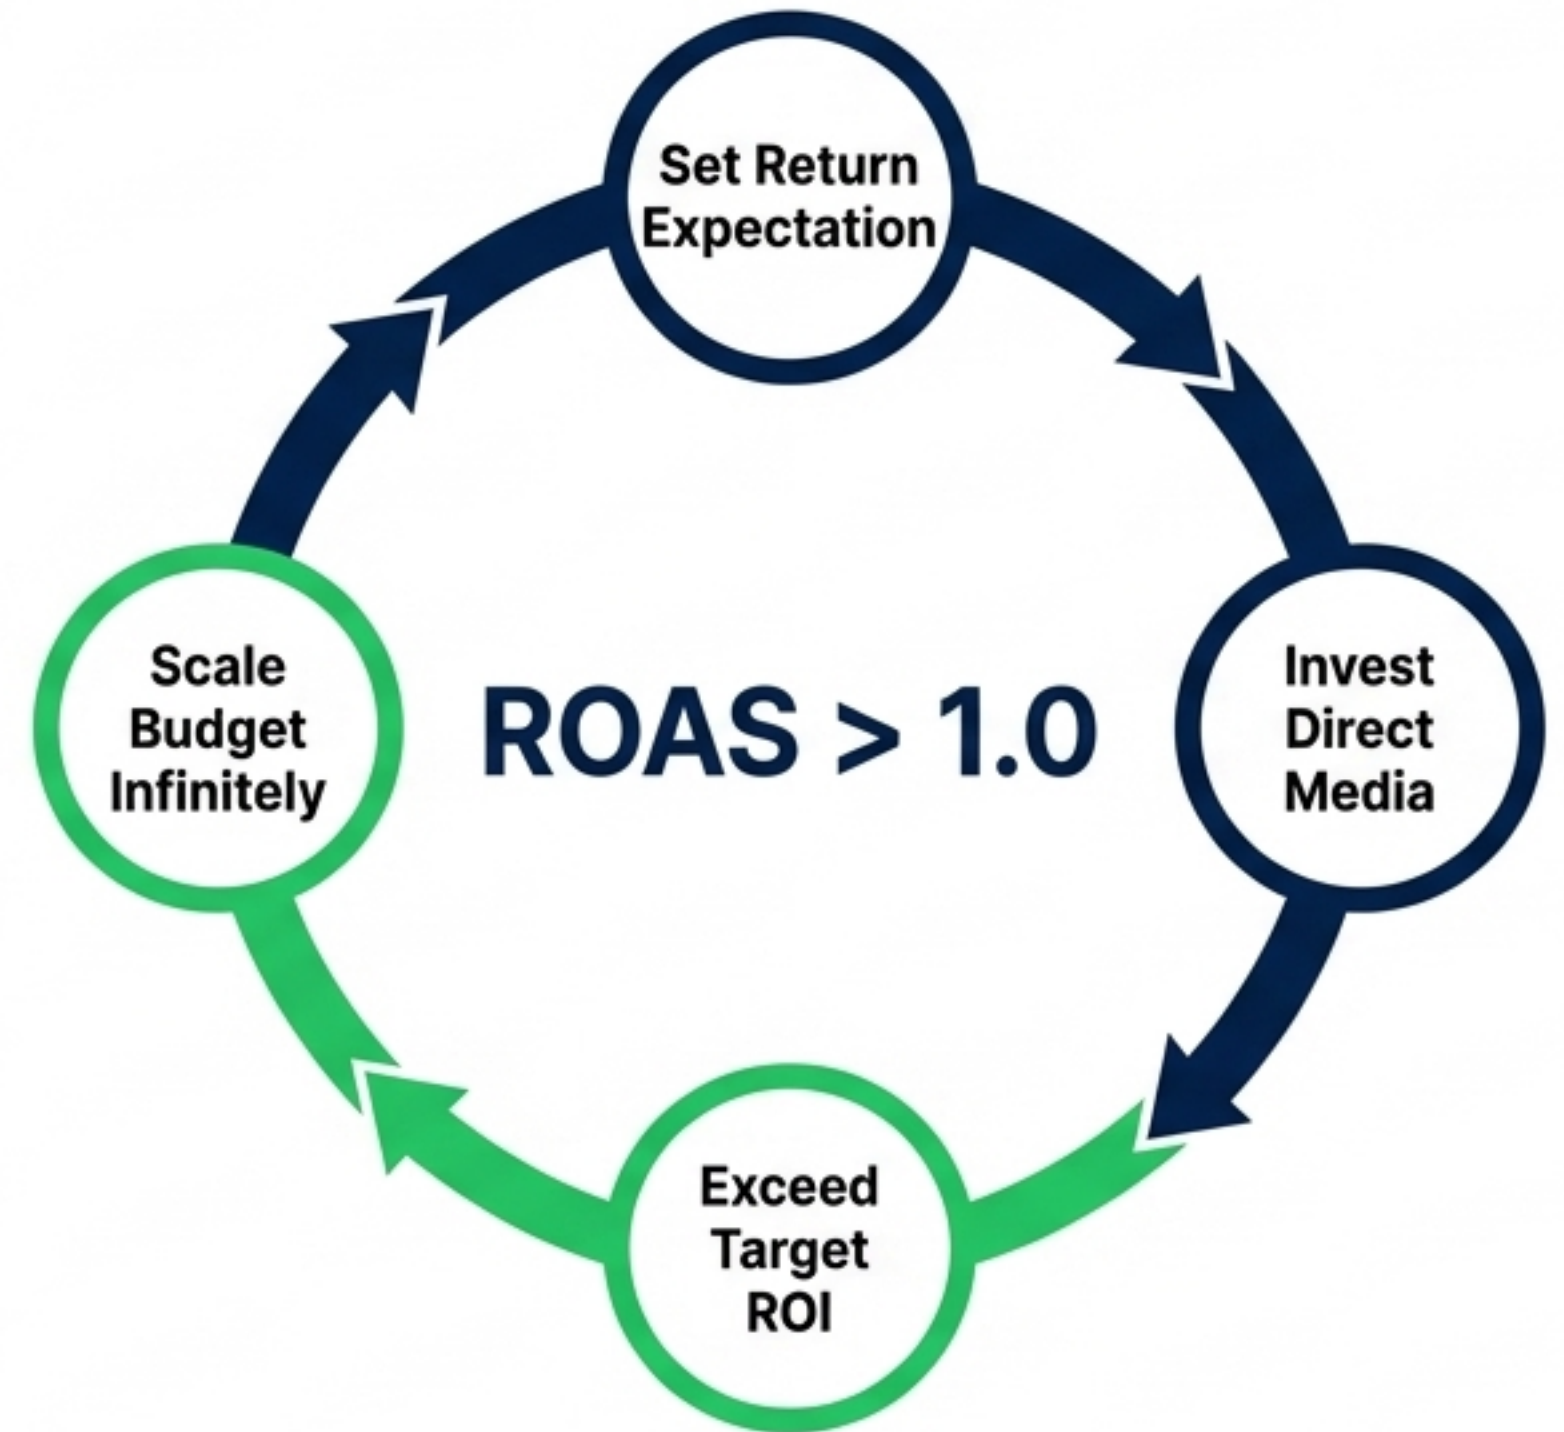 Set Return
Expectation
Invest
Direct
Media
Exceed
Target
ROI
Scale
Budget
Infinitely
ROAS > 1.0